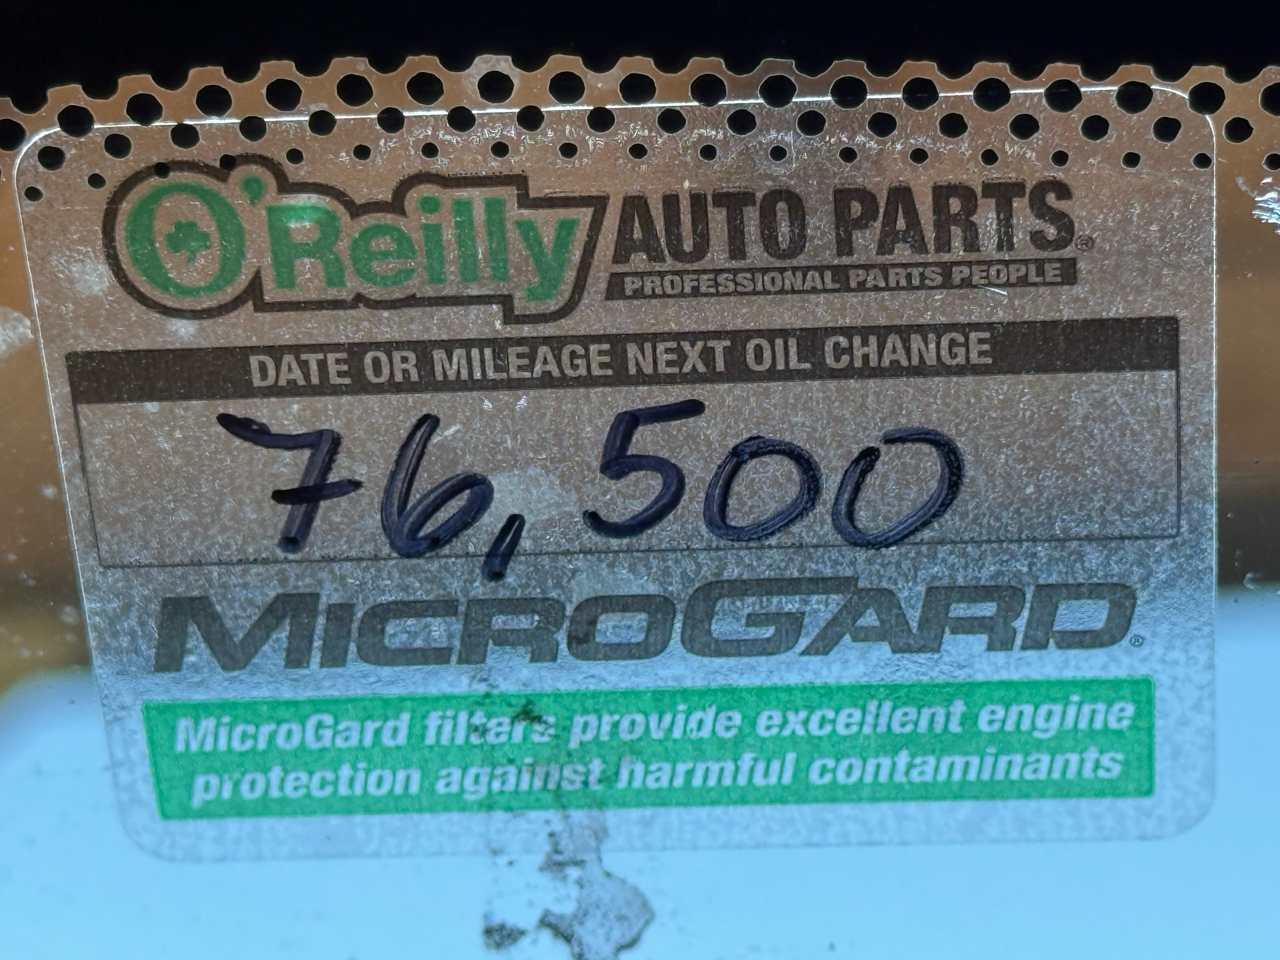 O'Reilly AUTO PARTS®
PROFESSIONAL PARTS PEOPLE
DATE OR MILEAGE NEXT OIL CHANGE
76,500
MICROGARD®
MicroGard filters provide excellent engine
protection against harmful contaminants